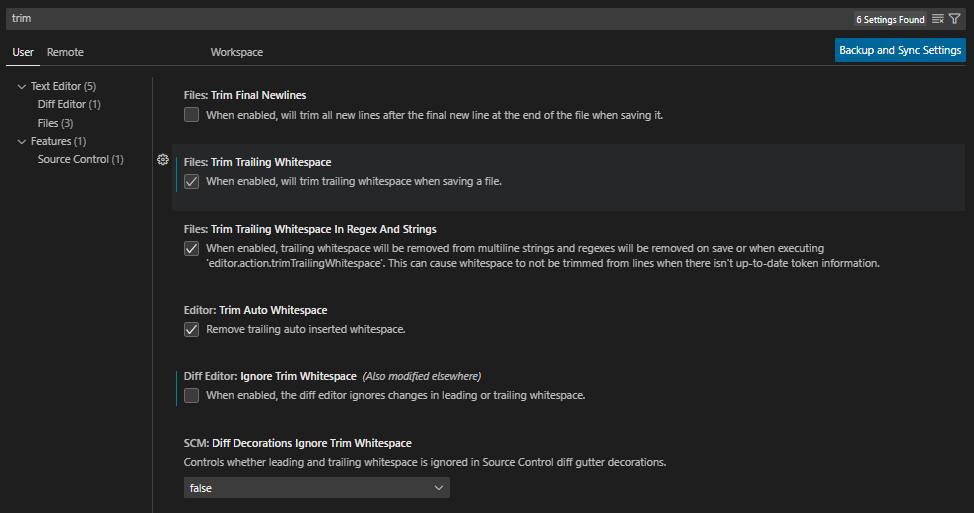 trim
6 Settings Found
User Remote Workspace
Backup and Sync Settings
Text Editor (5)
Diff Editor (1)
Files (3)
Features (1)
Source Control (1)
Files: Trim Final Newlines
When enabled, will trim all new lines after the final new line at the end of the file when saving it.
Files: Trim Trailing Whitespace
When enabled, will trim trailing whitespace when saving a file.
Files: Trim Trailing Whitespace In Regex And Strings
When enabled, trailing whitespace will be removed from multiline strings and regexes will be removed on save or when executing
'editor.action.trimTrailingWhitespace'. This can cause whitespace to not be trimmed from lines when there isn't up-to-date token information.
Editor: Trim Auto Whitespace
Remove trailing auto inserted whitespace.
Diff Editor: Ignore Trim Whitespace (Also modified elsewhere)
When enabled, the diff editor ignores changes in leading or trailing whitespace.
SCM: Diff Decorations Ignore Trim Whitespace
Controls whether leading and trailing whitespace is ignored in Source Control diff gutter decorations.
false